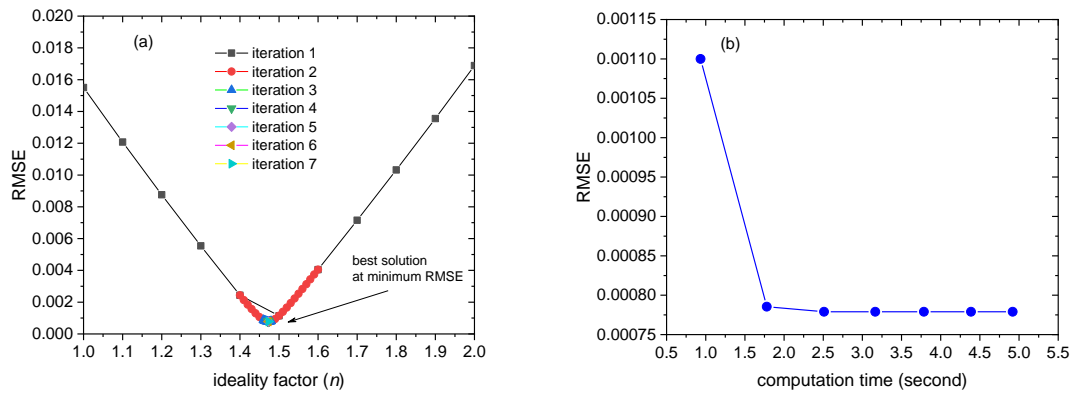 (a)
iteration 1
iteration 2
iteration 3
iteration 4
iteration 5
iteration 6
iteration 7
best solution
at minimum RMSE
0.020
0.018
0.016
0.014
0.012
0.010
0.008
0.006
0.004
0.002
0.000
RMSE
1.0 1.1 1.2 1.3 1.4 1.5 1.6 1.7 1.8 1.9 2.0
ideality factor (n)
(b)
0.00115
0.00110
0.00105
0.00100
0.00095
0.00090
0.00085
0.00080
0.00075
RMSE
0.5 1.0 1.5 2.0 2.5 3.0 3.5 4.0 4.5 5.0 5.5
computation time (second)